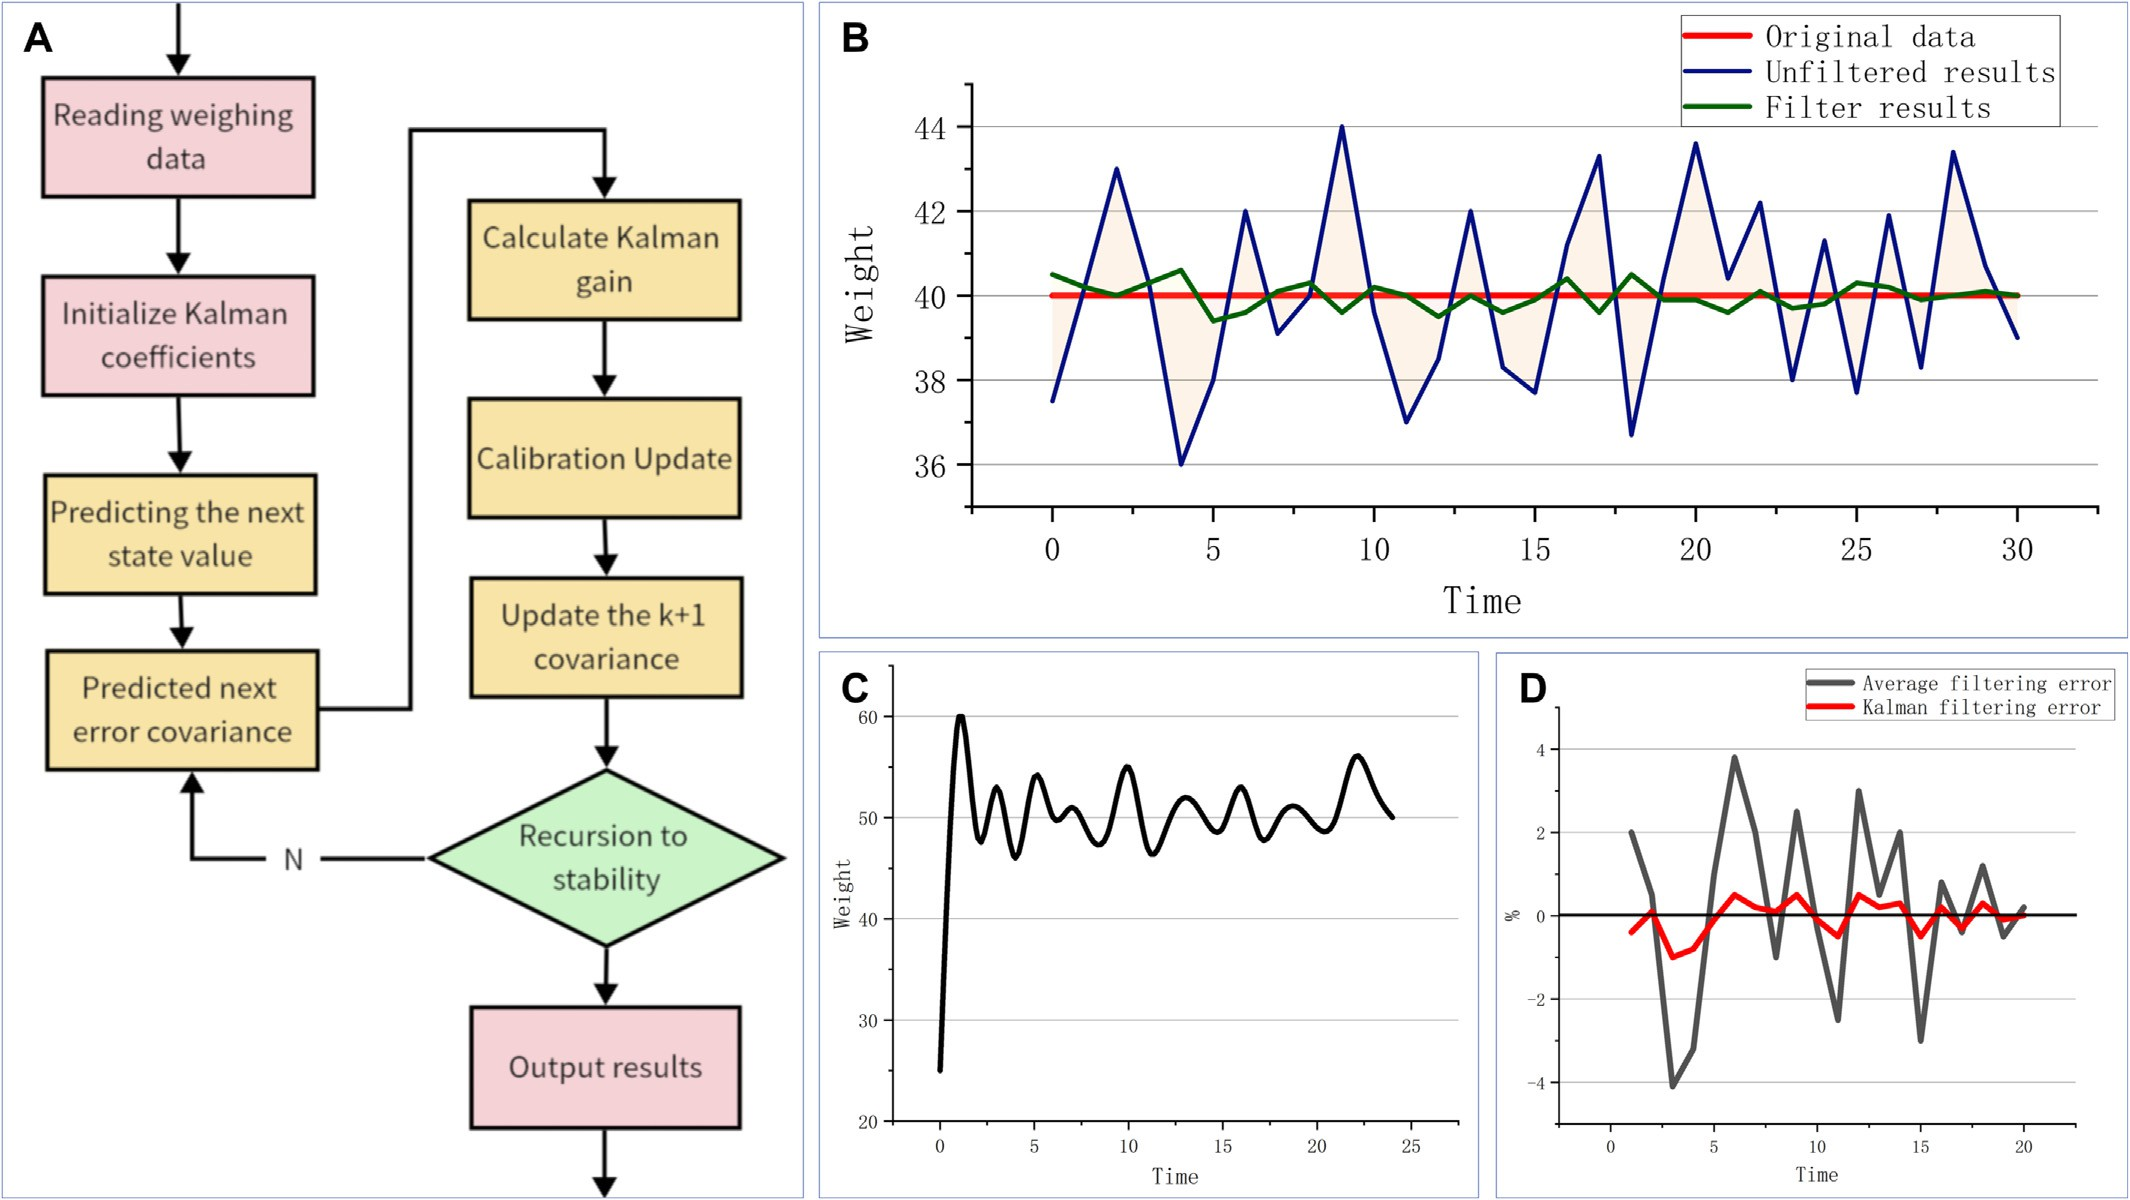 A
Reading weighing
data
Initialize Kalman
coefficients
Predicting the next
state value
Predicted next
error covariance
Calculate Kalman
gain
Calibration Update
Update the k+1
covariance
Recursion to
stability
N
Output results
B
Original data
Unfiltered results
Filter results
44
42
40
38
36
Weight
0 5 10 15 20 25 30
Time
C
60
50
40
30
20
Weight
0 5 10 15 20 25
Time
D
Average filtering error
Kalman filtering error
4
2
0
-2
-4
%
0 5 10 15 20
Time